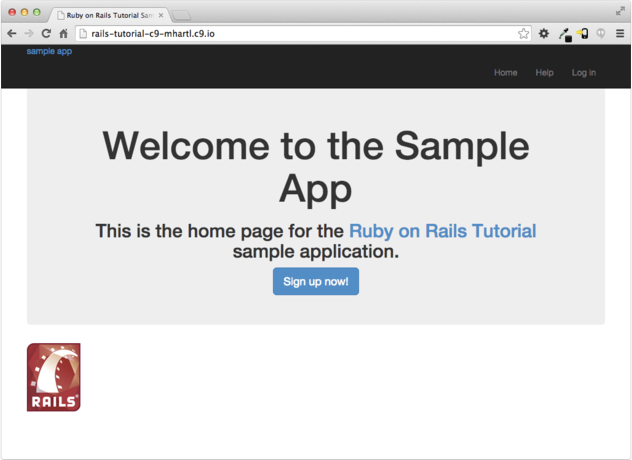 Ruby on Rails Tutorial Sam
rails-tutorial-c9-mhartl.c9.io
sample app
Home Help Log in
Welcome to the Sample
App
This is the home page for the Ruby on Rails Tutorial
sample application.
Sign up now!
RAILS